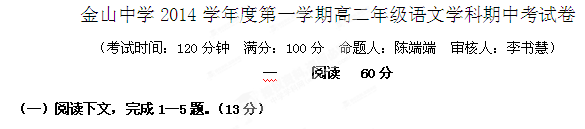 金山中学 2014 学年度第一学期高二年级语文学科期中考试卷
(考试时间：120 分钟 满分：100 分 命题人：陈端端 审核人：李书慧)
一 阅读 60 分
（一）阅读下文，完成 1—5 题。（13 分）